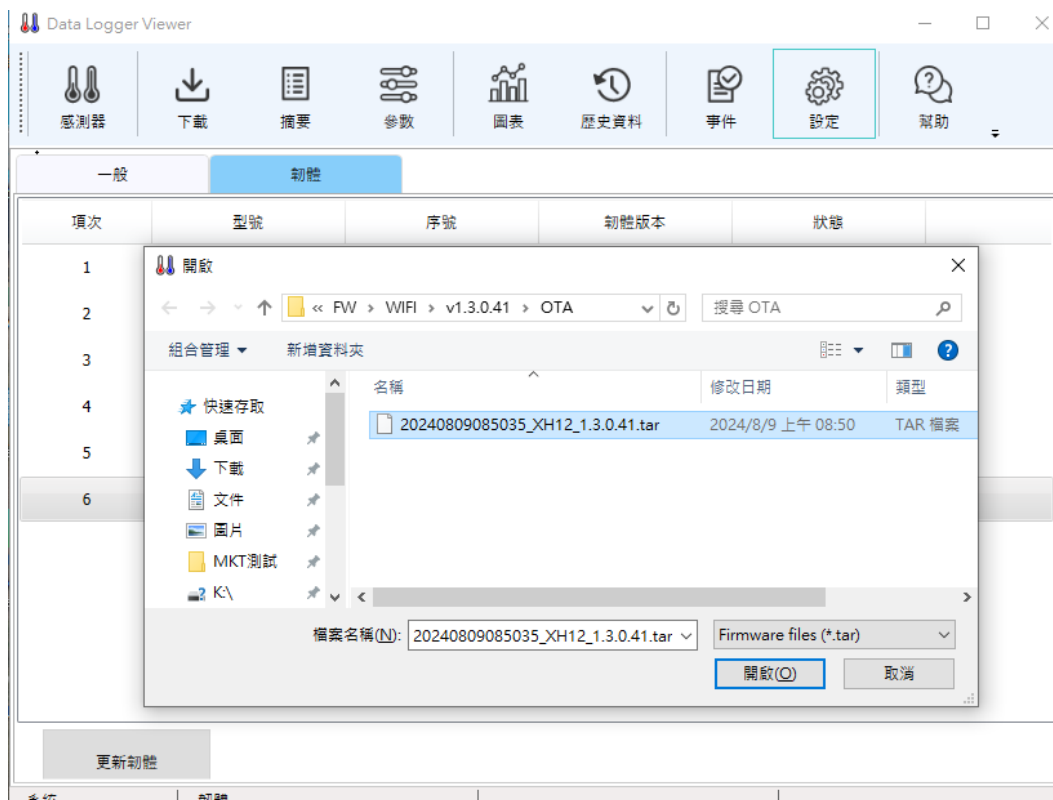 Data Logger Viewer
感測器 下載 摘要 參數 圖表 歷史資料 事件 設定 幫助
一般 韌體
項次 型號 序號 韌體版本 狀態
1
開啟
2
« FW > WIFI > v1.3.0.41 > OTA 搜尋 OTA
3
組合管理 新增資料夾
名稱 修改日期 類型
4
快速存取
20240809085035_XH12_1.3.0.41.tar 2024/8/9 上午 08:50 TAR 檔案
桌面
5
下載
6
文件
圖片
MKT測試
K:\
檔案名稱(N): 20240809085035_XH12_1.3.0.41.tar Firmware files (*.tar)
開啟(O) 取消
更新韌體
系統 韌體